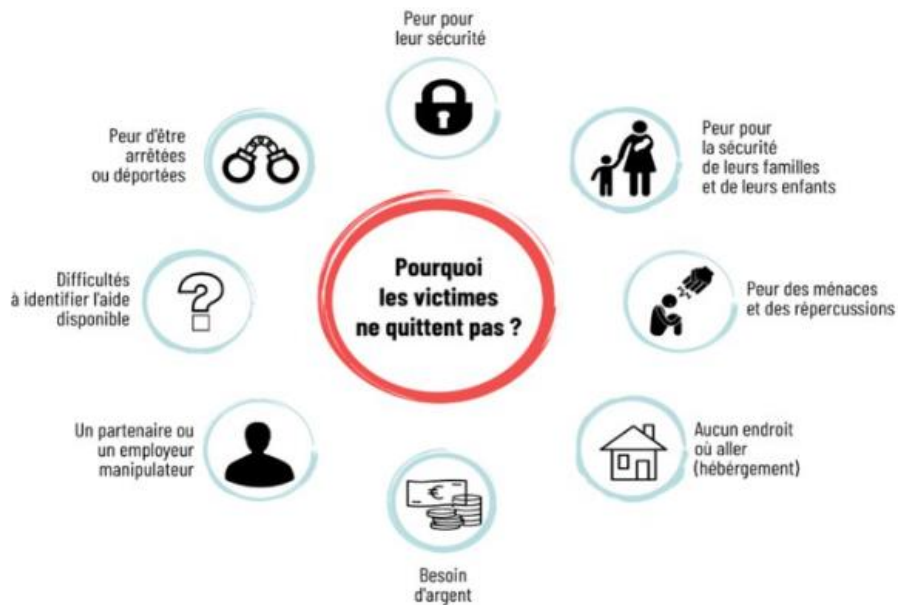 Peur pour
leur sécurité
Peur pour
la sécurité
de leurs familles
et de leurs enfants
Peur des ménaces
et des répercussions
Aucun endroit
où aller
(hébergement)
Besoin
d'argent
Un partenaire ou
un employeur
manipulateur
Difficultés
à identifier l'aide
disponible
Peur d'être
arrêtées
ou déportées
Pourquoi
les victimes
ne quittent pas ?